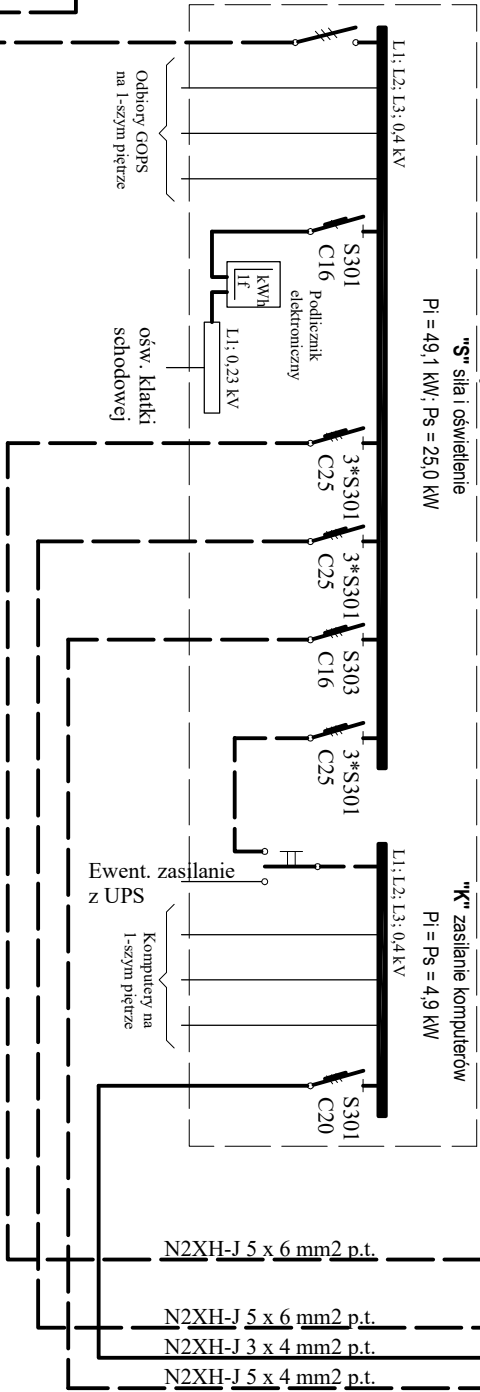 "S" siła i oświetlenie
Pi = 49,1 kW; Ps = 25,0 kW
L1; L2; L3; 0,4 kV
Odbiory GOPS
na 1-szym piętrze
S301
C16
Podlicznik
elektroniczny
kWh
1f
L1; 0,23 kV
ośw. klatki
schodowej
3*S301
C25
3*S301
C25
S303
C16
3*S301
C25
"K" zasilanie komputerów
Pi = Ps = 4,9 kW
L1; L2; L3; 0,4 kV
Ewent. zasilanie
z UPS
Komputery na
1-szym piętrze
S301
C20
N2XH-J 5 x 6 mm2 p.t.
N2XH-J 5 x 6 mm2 p.t.
N2XH-J 3 x 4 mm2 p.t.
N2XH-J 5 x 4 mm2 p.t.